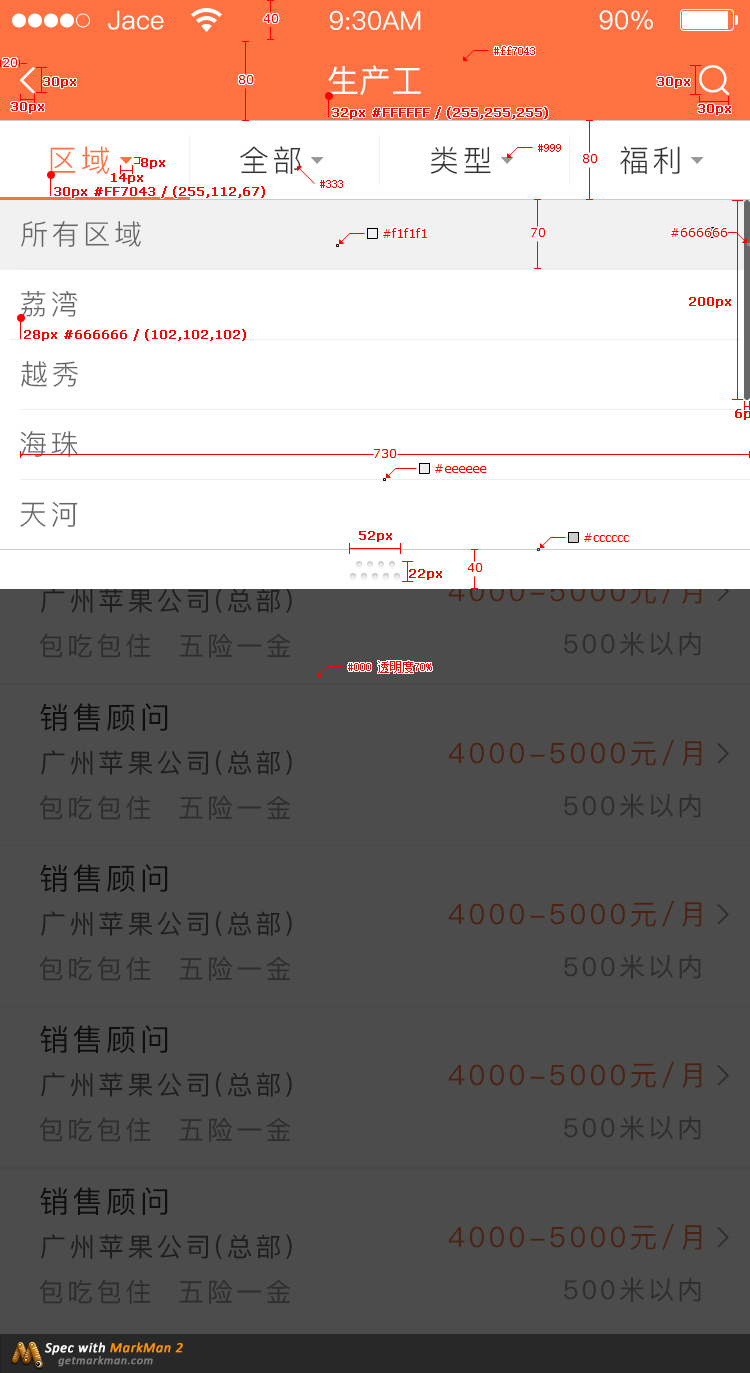 Jace 40 9:30AM 90%
#ff7043
20
30px
80
30px
30px
生产工
30px
32px #FFFFFF / (255,255,255)
区域
8px
14px
30px #FF7043 / (255,112,67)
全部
#333
类型
#999
80
福利
所有区域
#f1f1f1
70
#666666
荔湾
200px
28px #666666 / (102,102,102)
越秀
6p
海珠
730
#eeeeee
天河
52px
#cccccc
22px
40
广州苹果公司(总部)
4000-5000元/月
包吃包住 五险一金
500米以内
#000 透明度70%
销售顾问
广州苹果公司(总部)
4000-5000元/月
包吃包住 五险一金
500米以内
销售顾问
广州苹果公司(总部)
4000-5000元/月
包吃包住 五险一金
500米以内
销售顾问
广州苹果公司(总部)
4000-5000元/月
包吃包住 五险一金
500米以内
销售顾问
广州苹果公司(总部)
4000-5000元/月
包吃包住 五险一金
500米以内
Spec with MarkMan 2
getmarkman.com